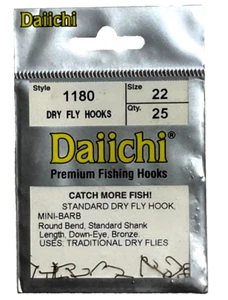 Daiichi
Style
1180
DRY FLY HOOKS
Size
22
Qty.
25
Daiichi®
Premium Fishing Hooks
CATCH MORE FISH!
STANDARD DRY FLY HOOK,
MINI-BARB
Round Bend, Standard Shank
Length, Down-Eye, Bronze.
USES: TRADITIONAL DRY FLIES